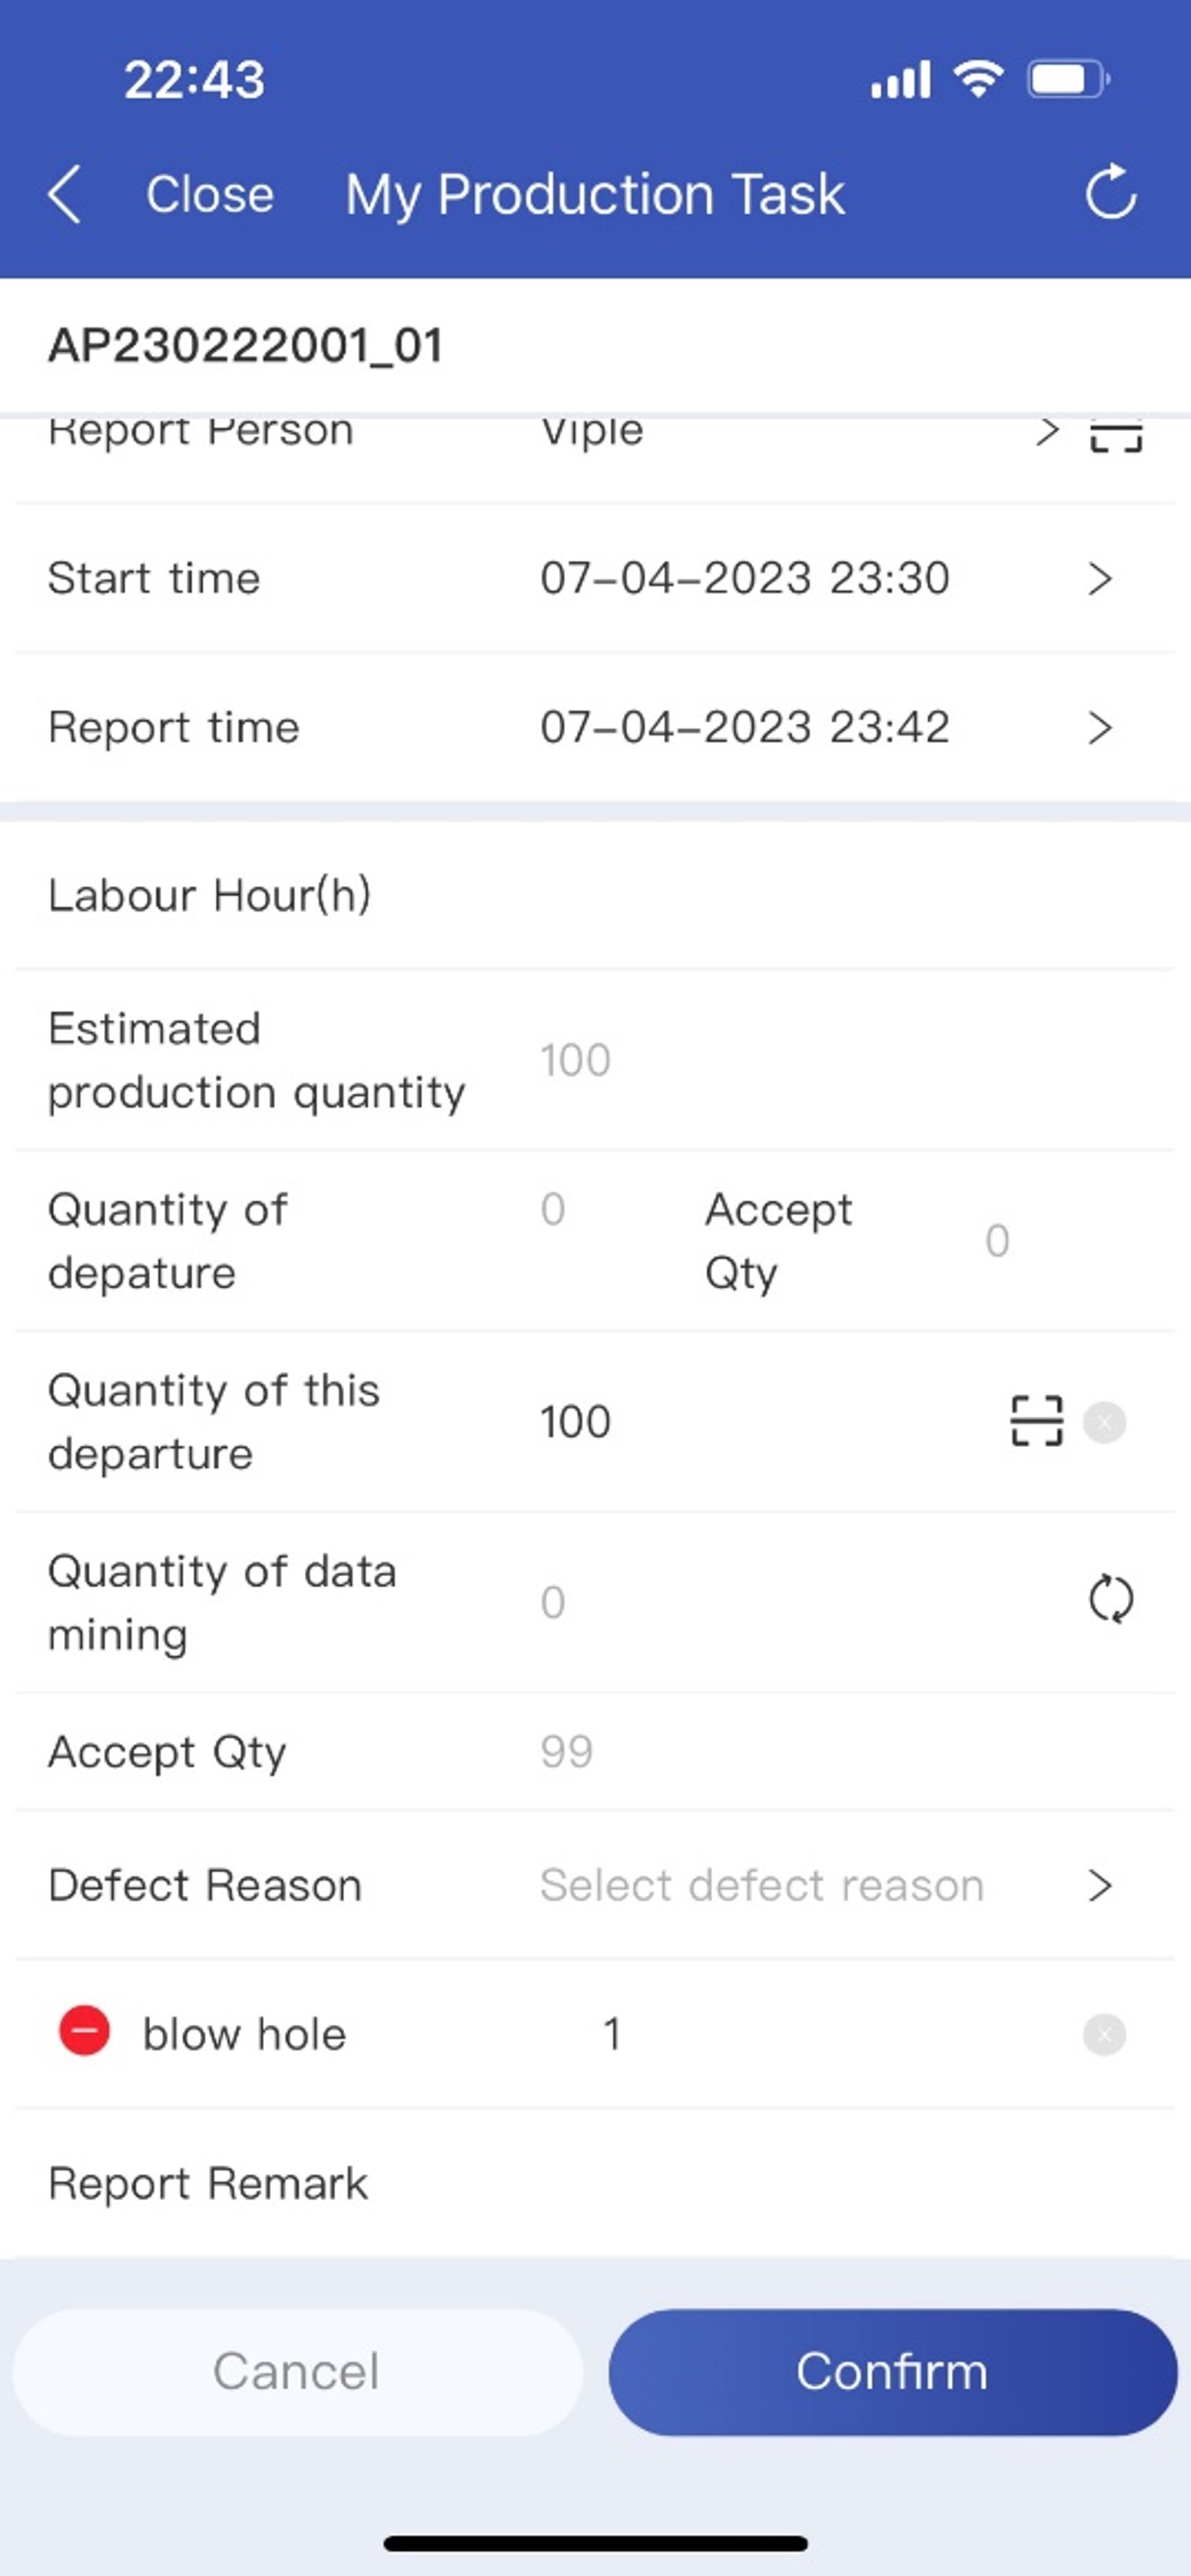 22:43
Close My Production Task
AP230222001_01
Report Person Viple
Start time 07-04-2023 23:30
Report time 07-04-2023 23:42
Labour Hour(h)
Estimated
production quantity 100
Quantity of
depature 0 Accept
Qty 0
Quantity of this
departure 100
Quantity of data
mining 0
Accept Qty 99
Defect Reason Select defect reason
blow hole 1
Report Remark
Cancel Confirm